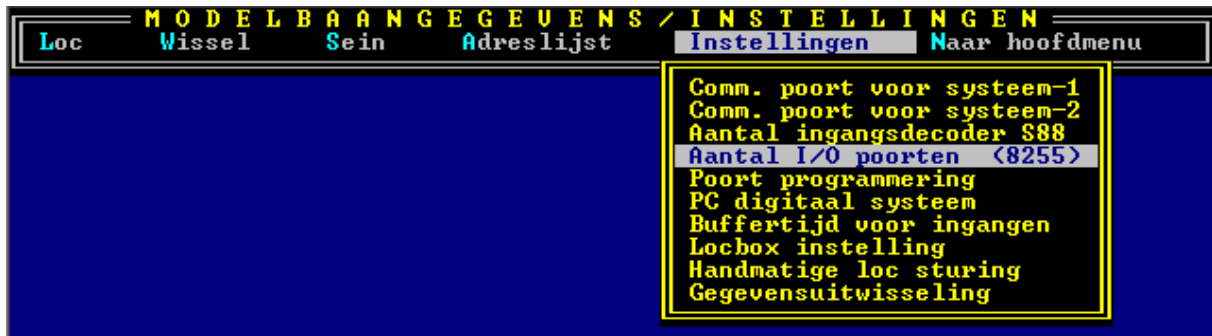 MODELBAANGEGEVENS/INSTELLINGEN
Loc Wissel Sein Adreslijst Instellingen Naar hoofdmenu
Comm. poort voor systeem-1
Comm. poort voor systeem-2
Aantal ingangsdecoder S88
Aantal I/O poorten (8255)
Poort programmering
PC digitaal systeem
Buffertijd voor ingangen
Locbox instelling
Handmatige loc sturing
Gegevensuitwisseling